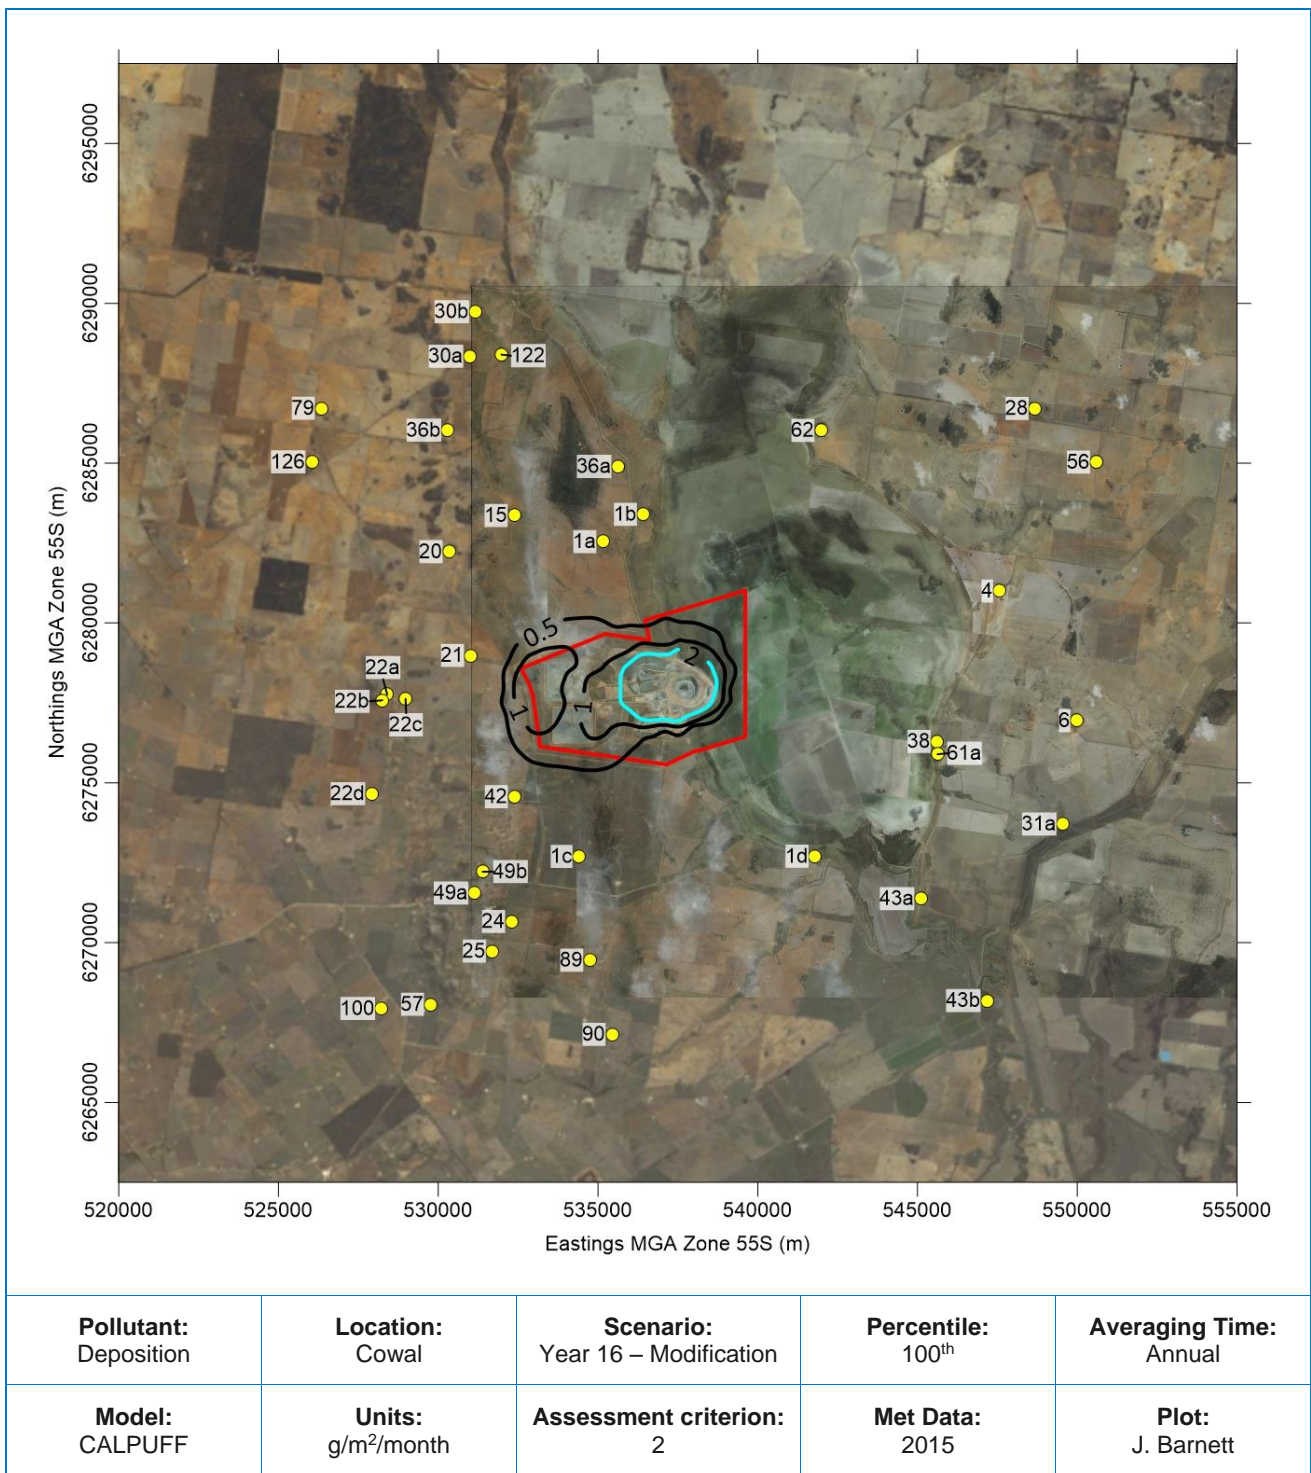 6295000
6290000
6285000
6280000
6275000
6270000
6265000
Northings MGA Zone 55S (m)
30b
30a
122
79
36b
126
36a
15
1b
1a
20
62
28
56
4
0.5
21
2
22a
22b
22c
1
1
6
38
61a
22d
42
31a
1c
1d
49b
49a
43a
24
25
89
43b
100
57
90
520000 525000 530000 535000 540000 545000 550000 555000
Eastings MGA Zone 55S (m)
Pollutant: Location: Scenario: Percentile: Averaging Time:
Deposition Cowal Year 16 – Modification 100th Annual
Model: Units: Assessment criterion: Met Data: Plot:
CALPUFF g/m²/month 2 2015 J. Barnett